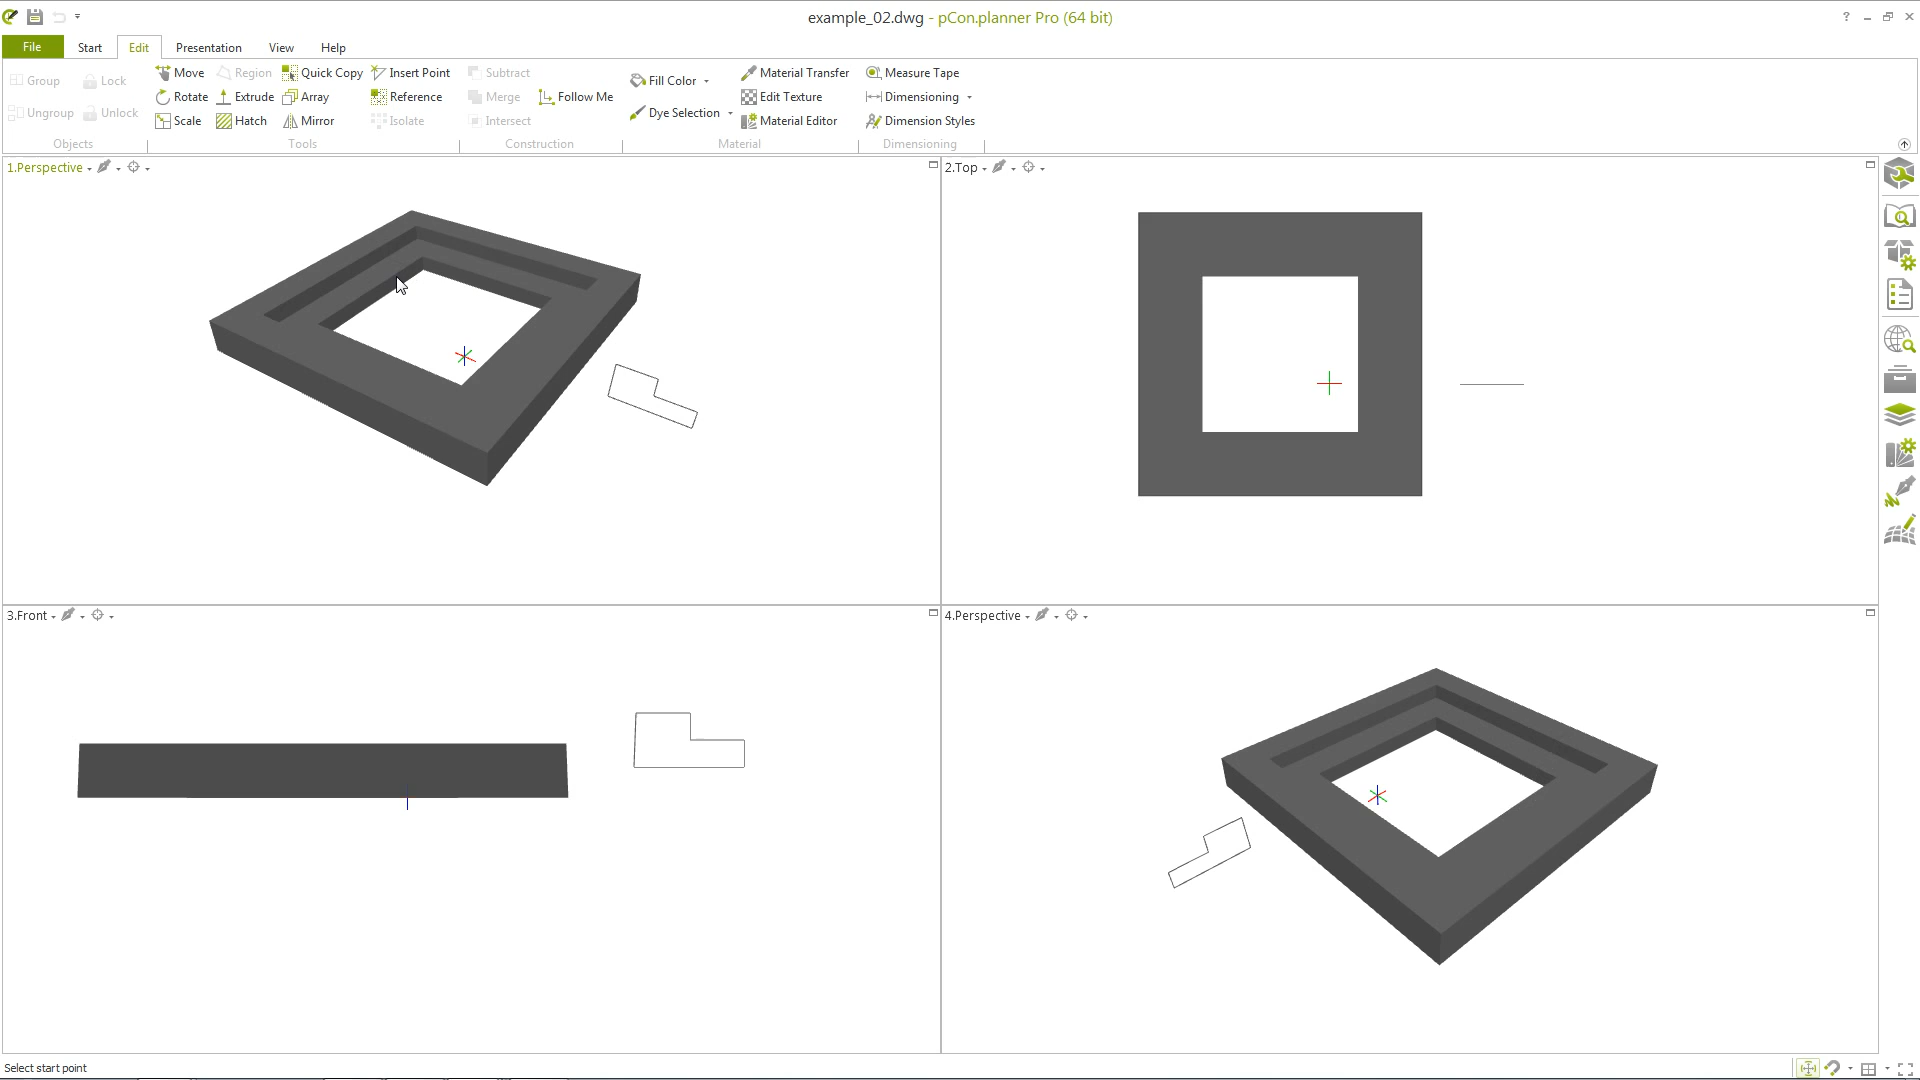 example_02.dwg - pCon.planner Pro (64 bit)
?
File Start Edit Presentation View Help
Group Lock Move Region Quick Copy Insert Point Subtract Fill Color Material Transfer Measure Tape
Rotate Extrude Array Reference Merge Follow Me Edit Texture Dimensioning
Ungroup Unlock Scale Hatch Mirror Isolate Intersect Dye Selection Material Editor Dimension Styles
Objects Tools Construction Material Dimensioning
1.Perspective
2.Top
3.Front
4.Perspective
Select start point